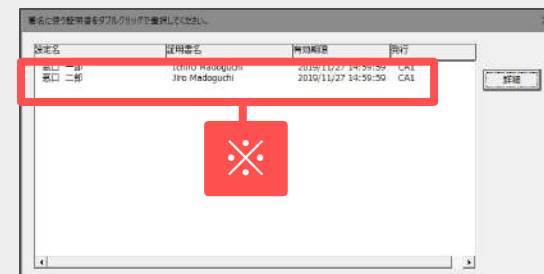 署名に使う証明書をダブルクリックで選択してください。
設定名 証明書名 有効期限 発行
窓口 一郎 Ichiro Madoguchi 2019/11/27 14:59:59 CA1
窓口 二郎 Jiro Madoguchi 2019/11/27 14:59:59 CA1
詳細
※